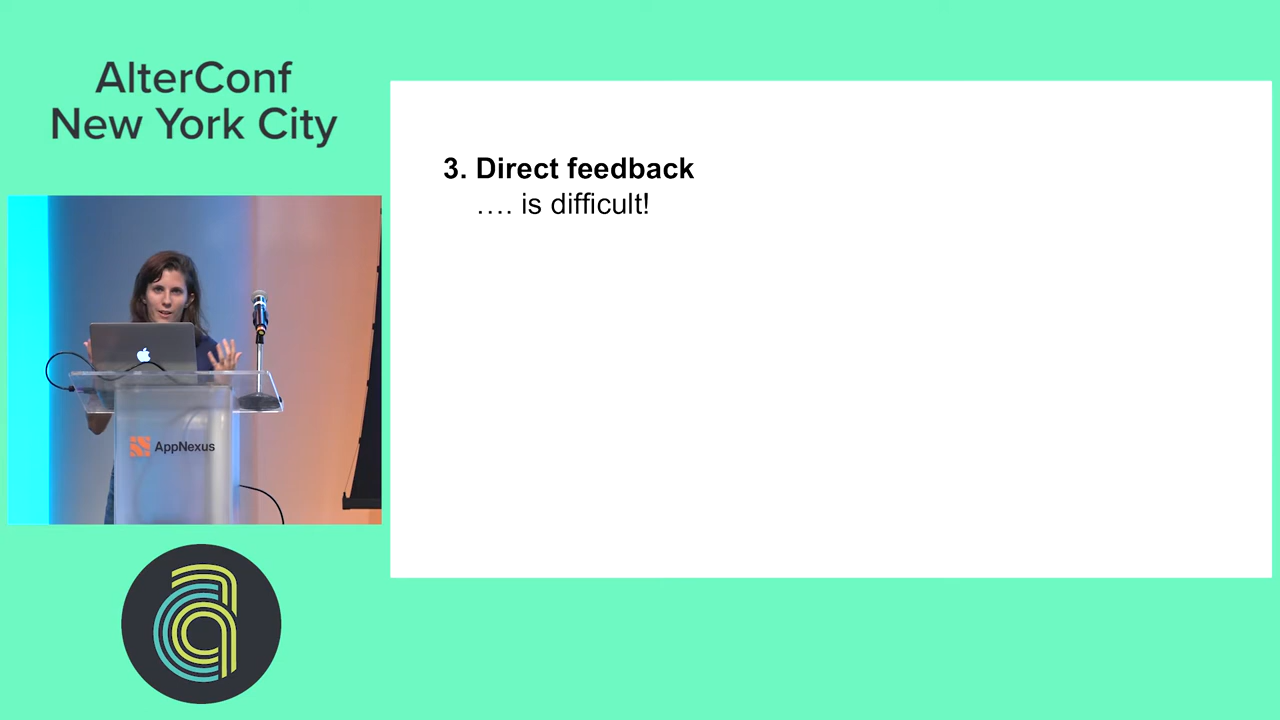 AlterConf
New York City
3. Direct feedback
…. is difficult!
AppNexus